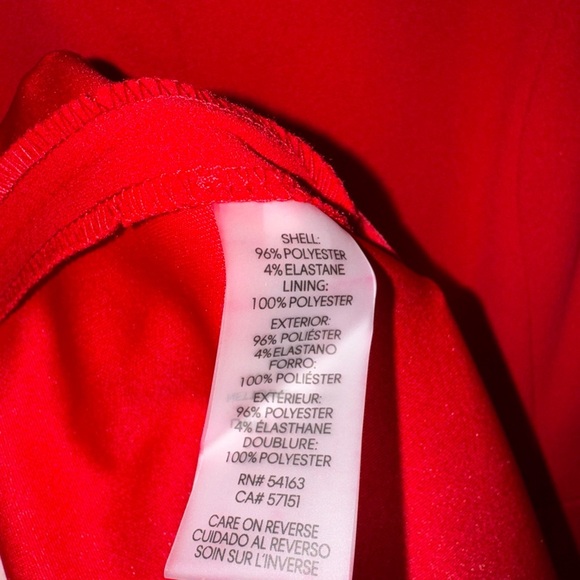 SHELL:
96% POLYESTER
4% ELASTANE
LINING:
100% POLYESTER
EXTERIOR:
96% POLIÉSTER
4% ELASTANO
FORRO:
100% POLIÉSTER
EXTÉRIEUR:
96% POLYESTER
4% ÉLASTHANE
DOUBLURE:
100% POLYESTER
RN# 54163
CA# 57151
CARE ON REVERSE
CUIDADO AL REVERSO
SOIN SUR L'INVERSE